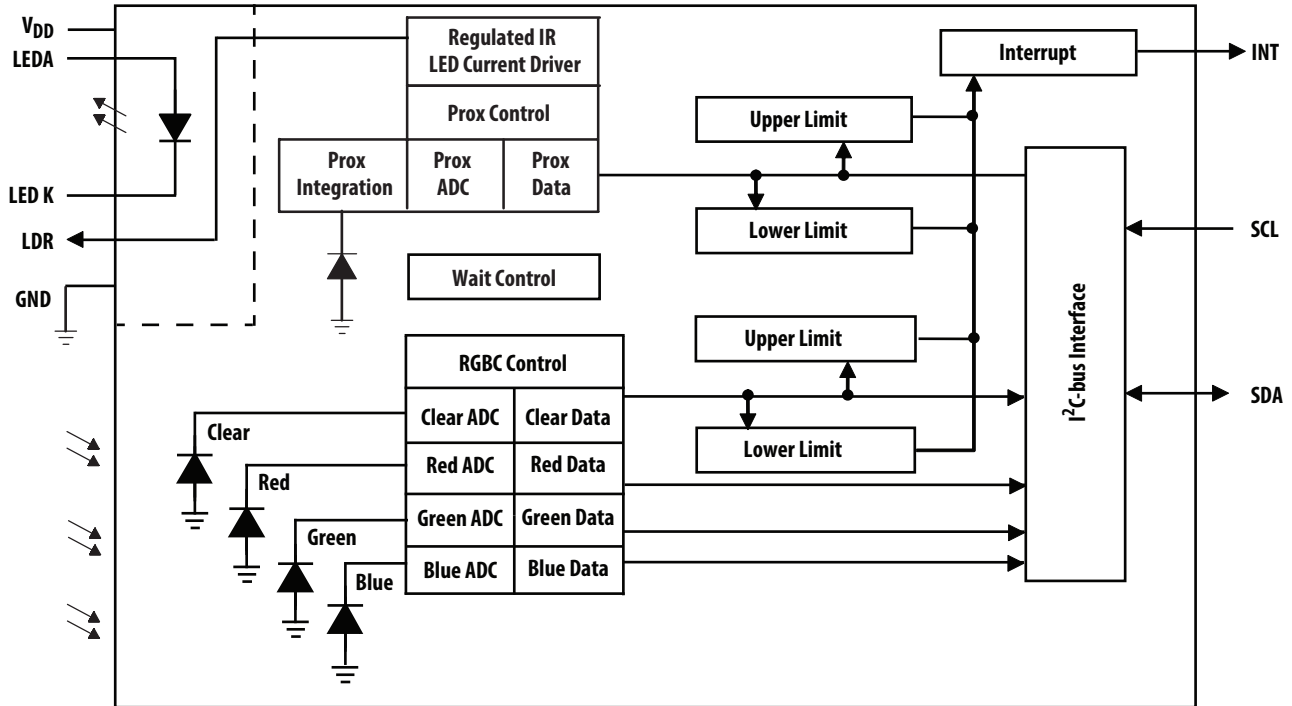 VDD
LEDA
LED K
LDR
GND
Regulated IR
LED Current Driver
Prox Control
Prox
Integration
Prox
ADC
Prox
Data
Wait Control
RGBC Control
Clear ADC
Clear Data
Red ADC
Red Data
Green ADC
Green Data
Blue ADC
Blue Data
Clear
Red
Green
Blue
Interrupt
Upper Limit
Lower Limit
Upper Limit
Lower Limit
I²C-bus Interface
INT
SCL
SDA